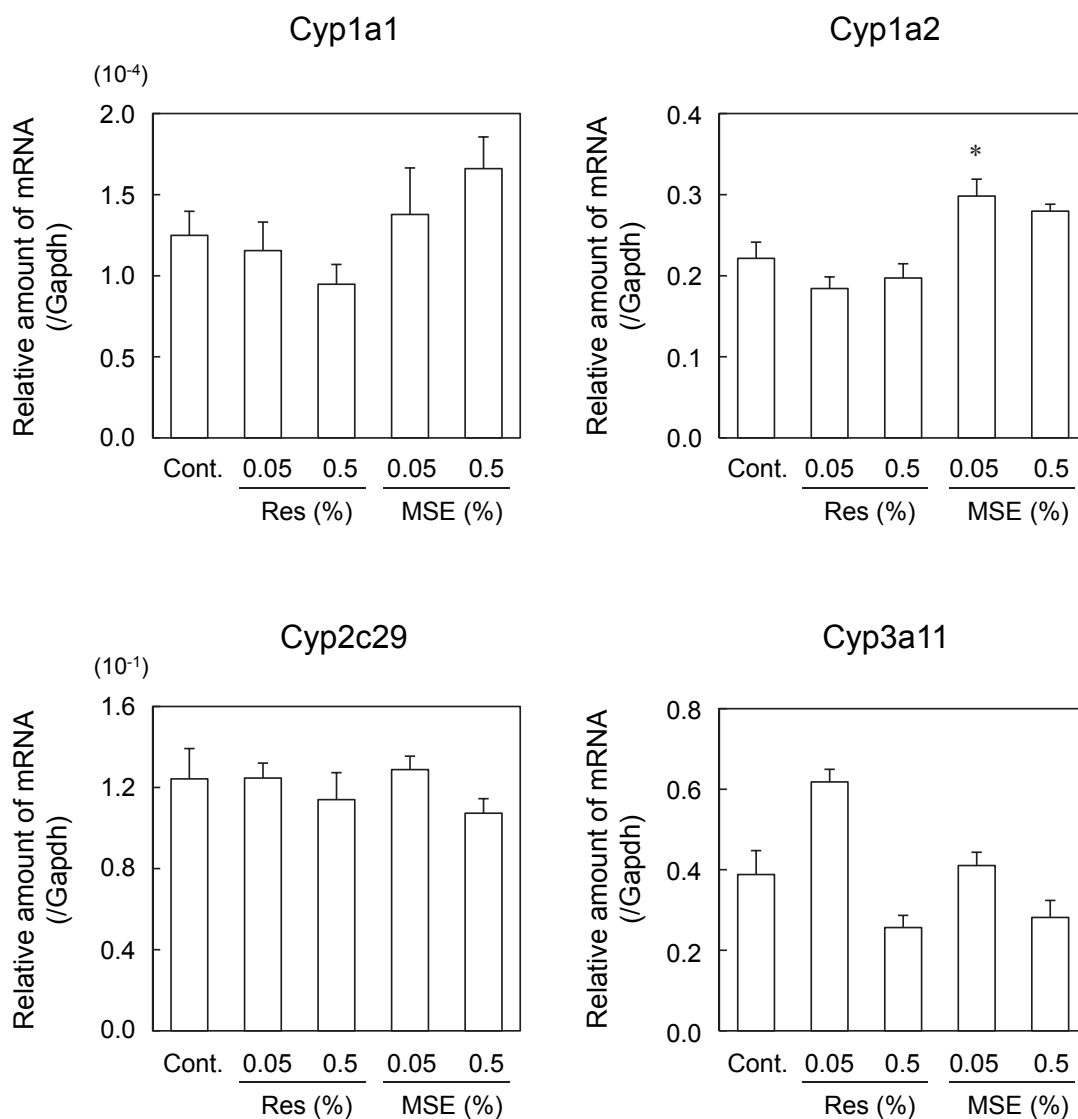 Cyp1a1
(10⁻⁴)
Relative amount of mRNA
(/Gapdh)
2.0
1.5
1.0
0.5
0.0
Cont. 0.05 0.5 0.05 0.5
Res (%) MSE (%)
Cyp1a2
Relative amount of mRNA
(/Gapdh)
0.4
0.3
0.2
0.1
0.0
*
Cont. 0.05 0.5 0.05 0.5
Res (%) MSE (%)
Cyp2c29
(10⁻¹)
Relative amount of mRNA
(/Gapdh)
1.6
1.2
0.8
0.4
0.0
Cont. 0.05 0.5 0.05 0.5
Res (%) MSE (%)
Cyp3a11
Relative amount of mRNA
(/Gapdh)
0.8
0.6
0.4
0.2
0.0
Cont. 0.05 0.5 0.05 0.5
Res (%) MSE (%)